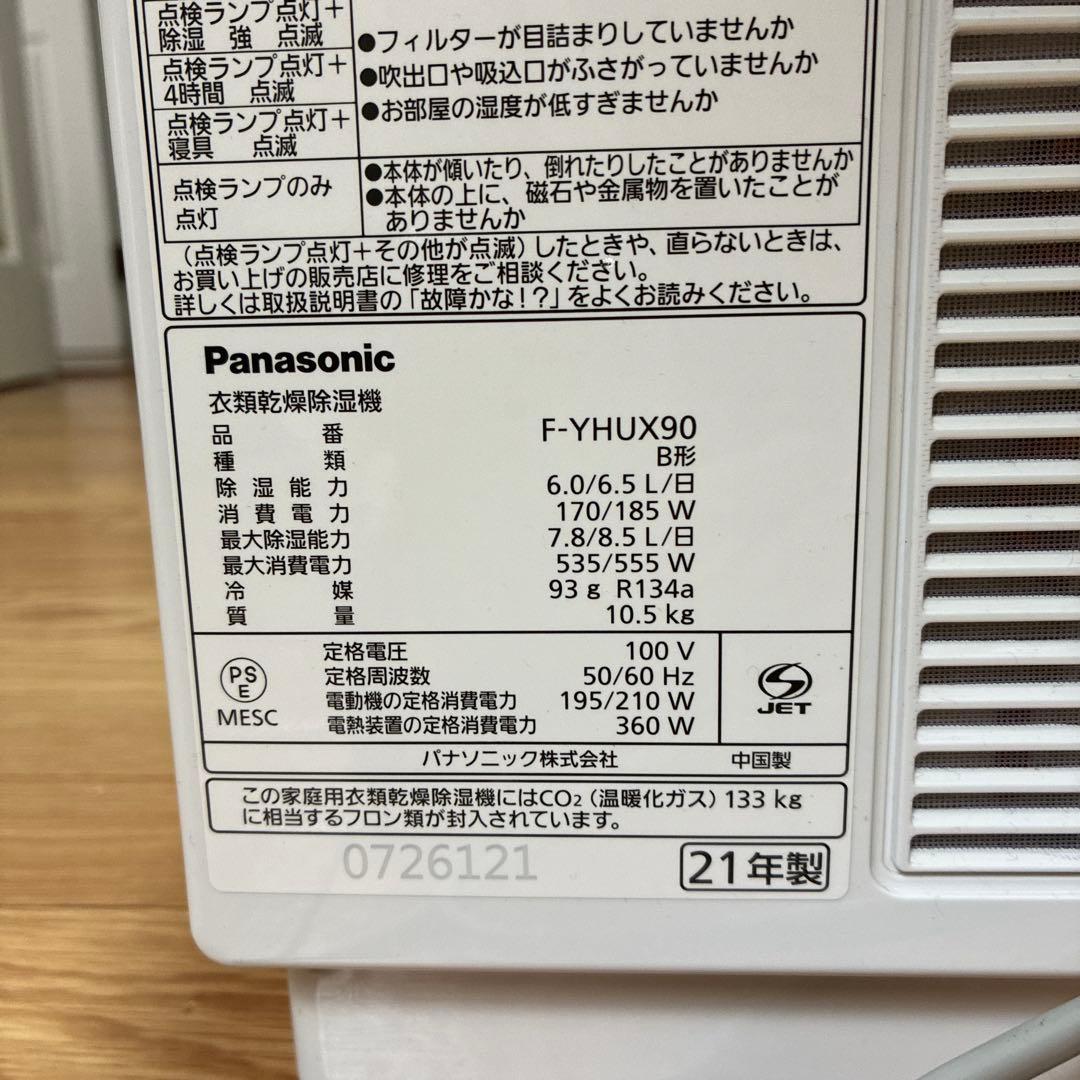 点検ランプ点灯＋
除湿 強 点滅
点検ランプ点灯＋
4時間 点滅
点検ランプ点灯＋
寝具 点滅
●フィルターが目詰まりしていませんか
●吹出口や吸込口がふさがっていませんか
●お部屋の湿度が低すぎませんか
点検ランプのみ
点灯
●本体が傾いたり、倒れたりしたことがありませんか
●本体の上に、磁石や金属物を置いたことが
ありませんか
（点検ランプ点灯＋その他が点滅）したときや、直らないときは、
お買い上げの販売店に修理をご相談ください。
詳しくは取扱説明書の「故障かな！？」をよくお読みください。
Panasonic
衣類乾燥除湿機
品番 F-YHUX90
種類 B形
除湿能力 6.0/6.5 L/日
消費電力 170/185 W
最大除湿能力 7.8/8.5 L/日
最大消費電力 535/555 W
冷媒 93 g R134a
質量 10.5 kg
PS
E
MESC
定格電圧 100 V
定格周波数 50/60 Hz
電動機の定格消費電力 195/210 W
電熱装置の定格消費電力 360 W
S
JET
パナソニック株式会社 中国製
この家庭用衣類乾燥除湿機にはCO₂（温暖化ガス）133 kg
に相当するフロン類が封入されています。
0726121
21年製